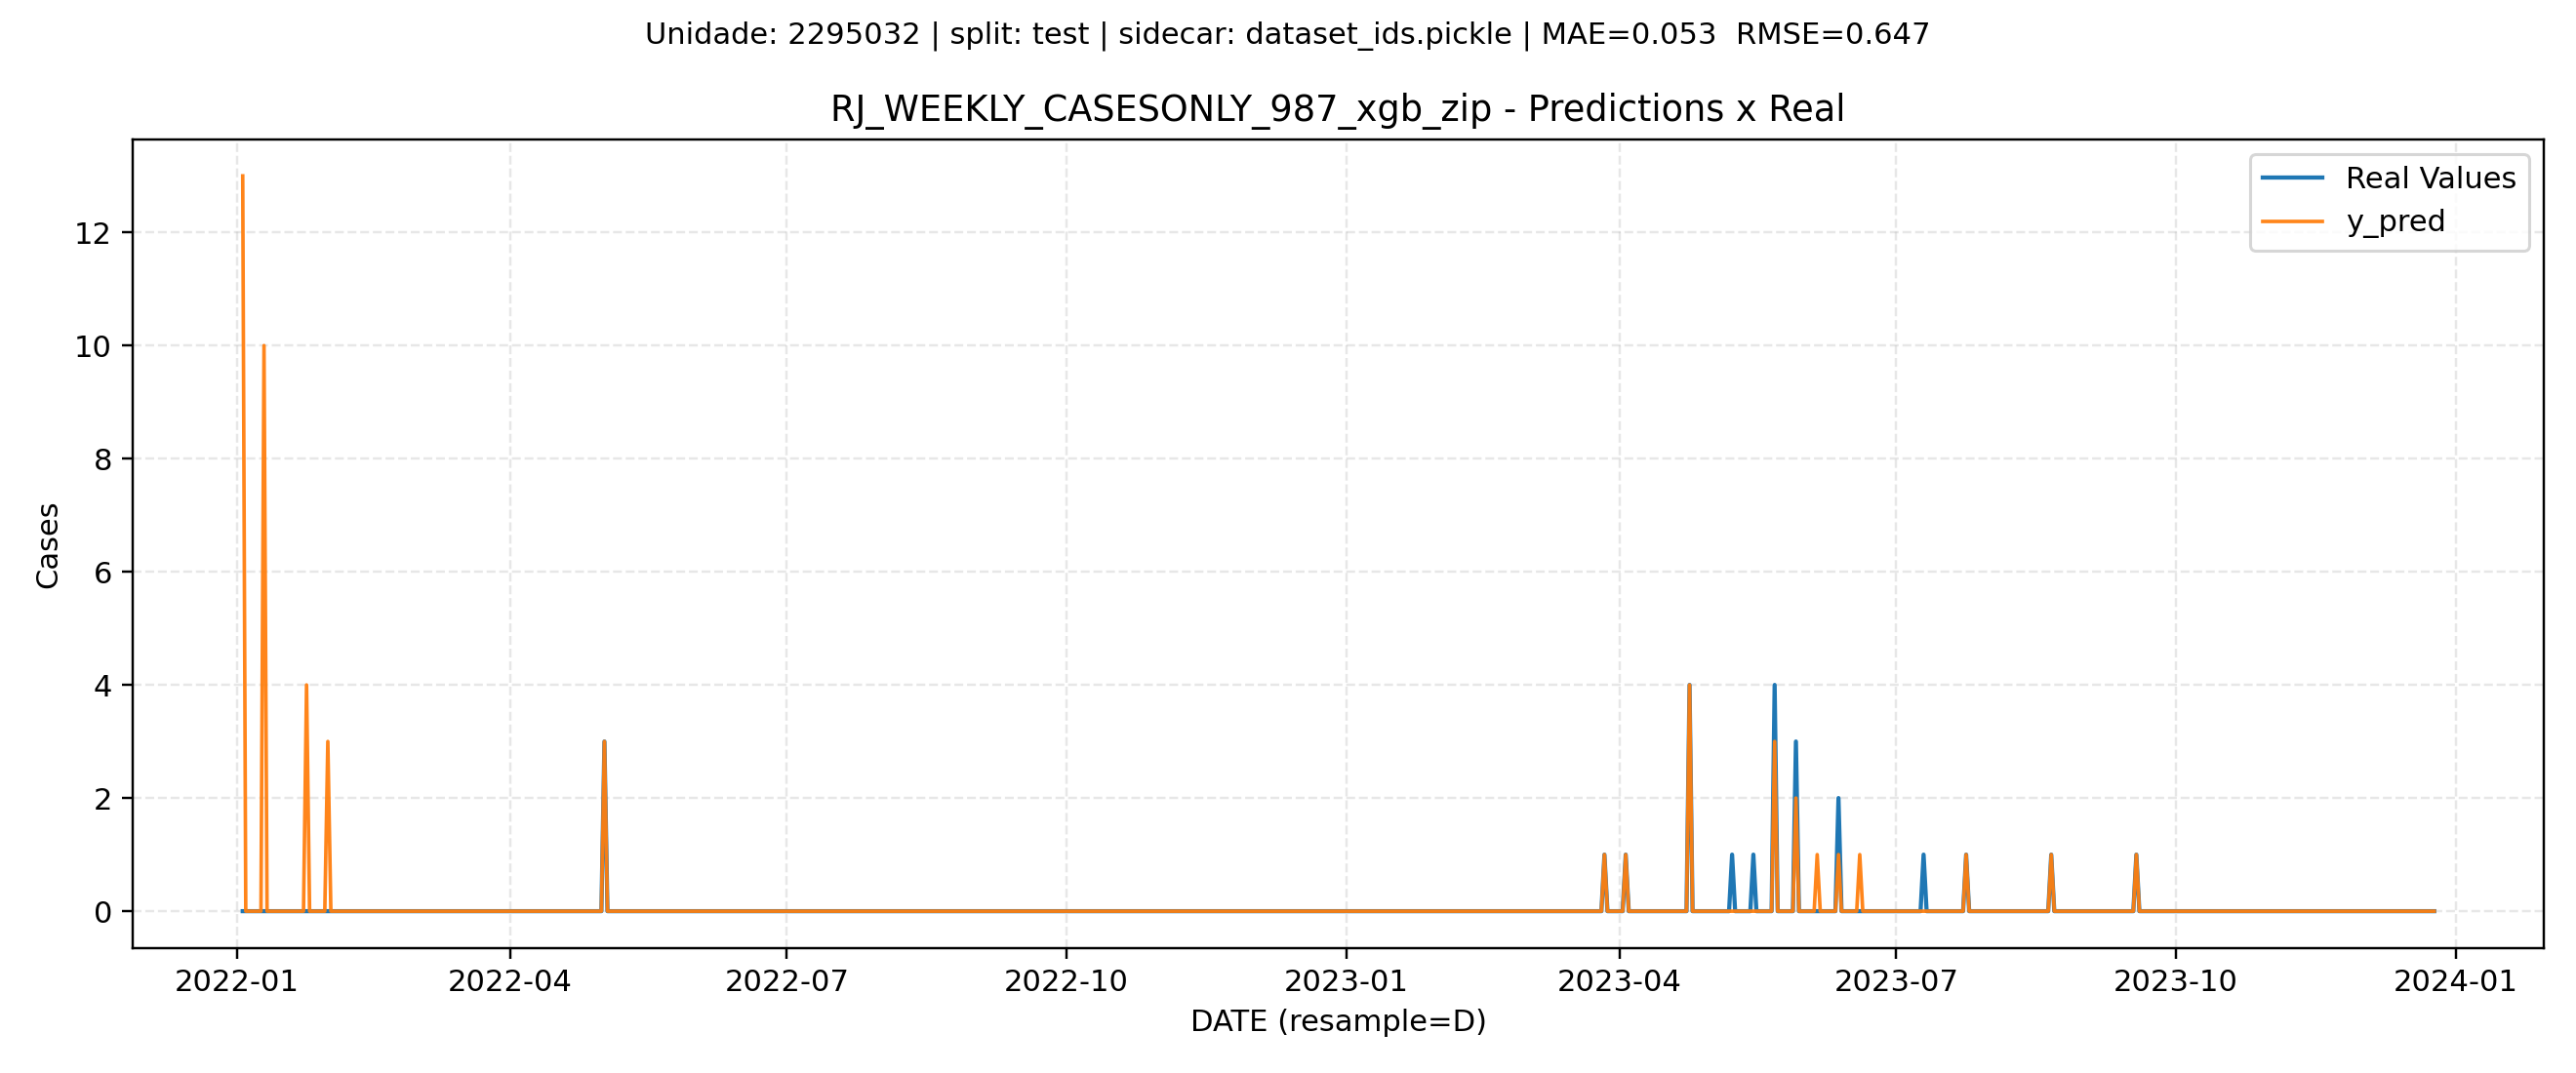 Unidade: 2295032 | split: test | sidecar: dataset_ids.pickle | MAE=0.053  RMSE=0.647
RJ_WEEKLY_CASESONLY_987_xgb_zip - Predictions x Real
Real Values
y_pred
12
10
8
6
4
2
0
Cases
2022-01
2022-04
2022-07
2022-10
2023-01
2023-04
2023-07
2023-10
2024-01
DATE (resample=D)